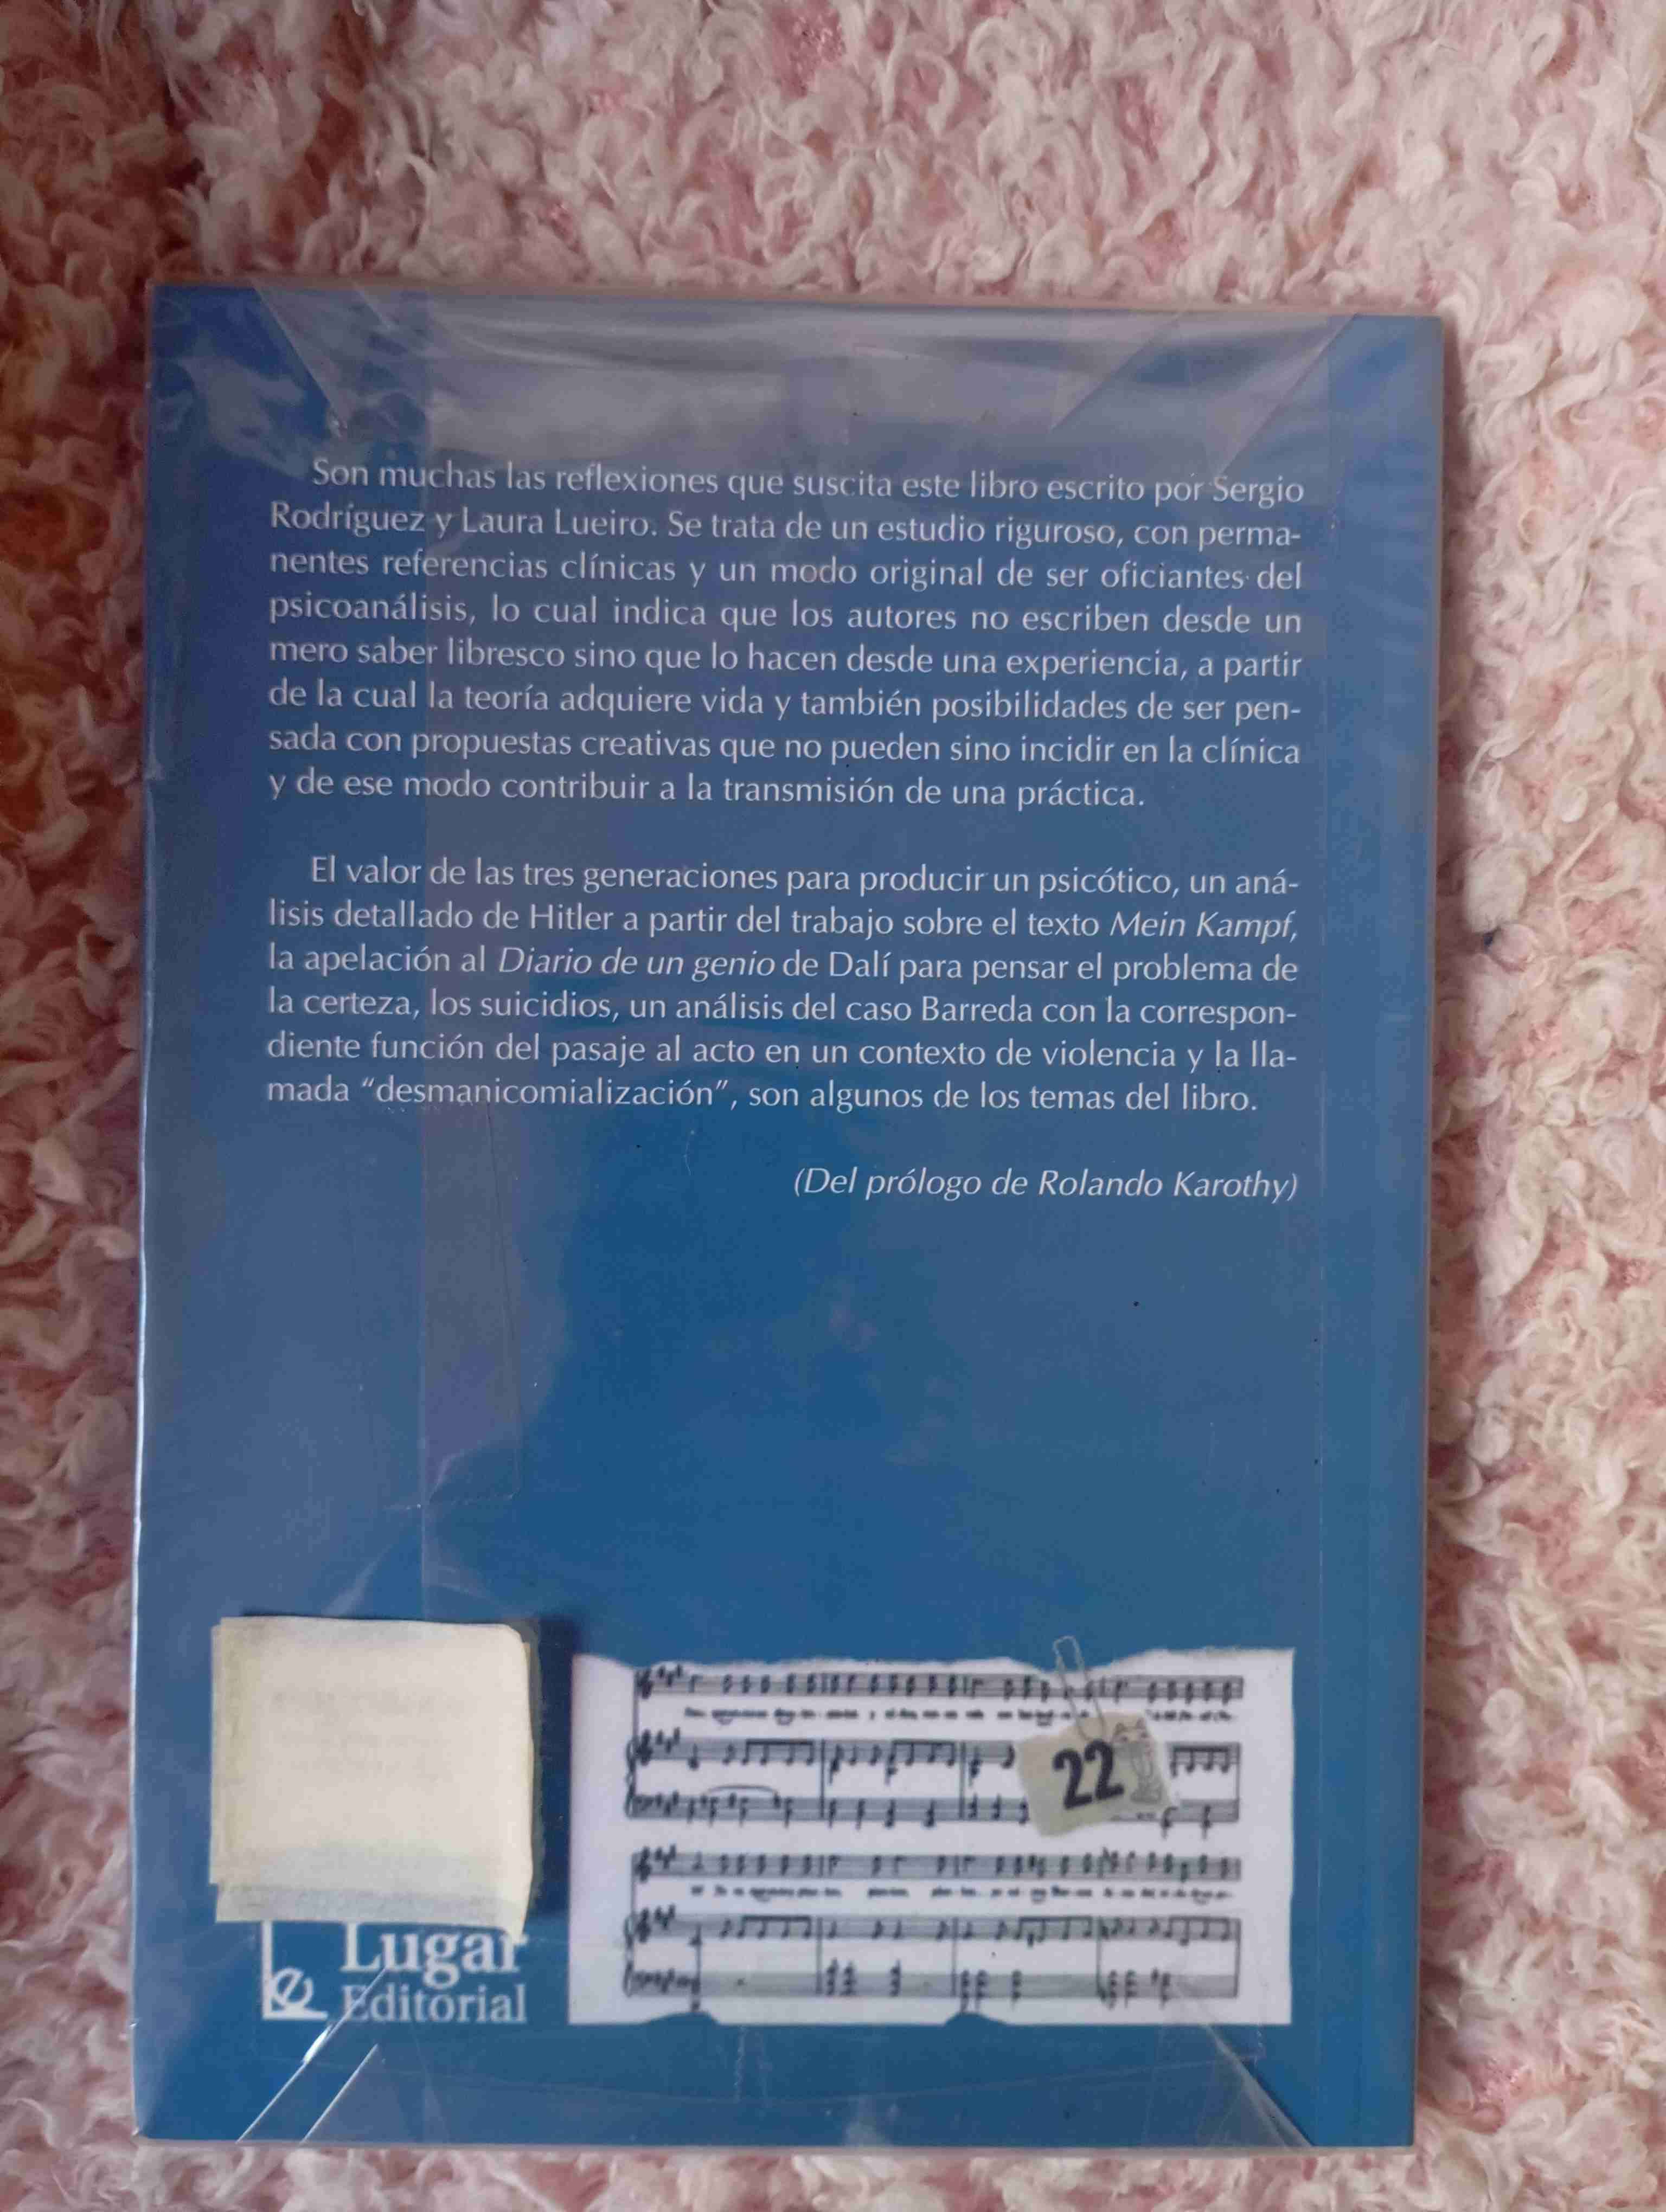 Son muchas las reflexiones que suscita este libro escrito por Sergio
Rodríguez y Laura Lueiro. Se trata de un estudio riguroso, con perma-
nentes referencias clínicas y un modo original de ser oficiantes del
psicoanálisis, lo cual indica que los autores no escriben desde un
mero saber libresco sino que lo hacen desde una experiencia, a partir
de la cual la teoría adquiere vida y también posibilidades de ser pen-
sada con propuestas creativas que no pueden sino incidir en la clínica
y de ese modo contribuir a la transmisión de una práctica.
El valor de las tres generaciones para producir un psicótico, un aná-
lisis detallado de Hitler a partir del trabajo sobre el texto Mein Kampf,
la apelación al Diario de un genio de Dalí para pensar el problema de
la certeza, los suicidios, un análisis del caso Barreda con la correspon-
diente función del pasaje al acto en un contexto de violencia y la lla-
mada “desmanicomialización”, son algunos de los temas del libro.
(Del prólogo de Rolando Karothy)
22
Le
Lugar
Editorial